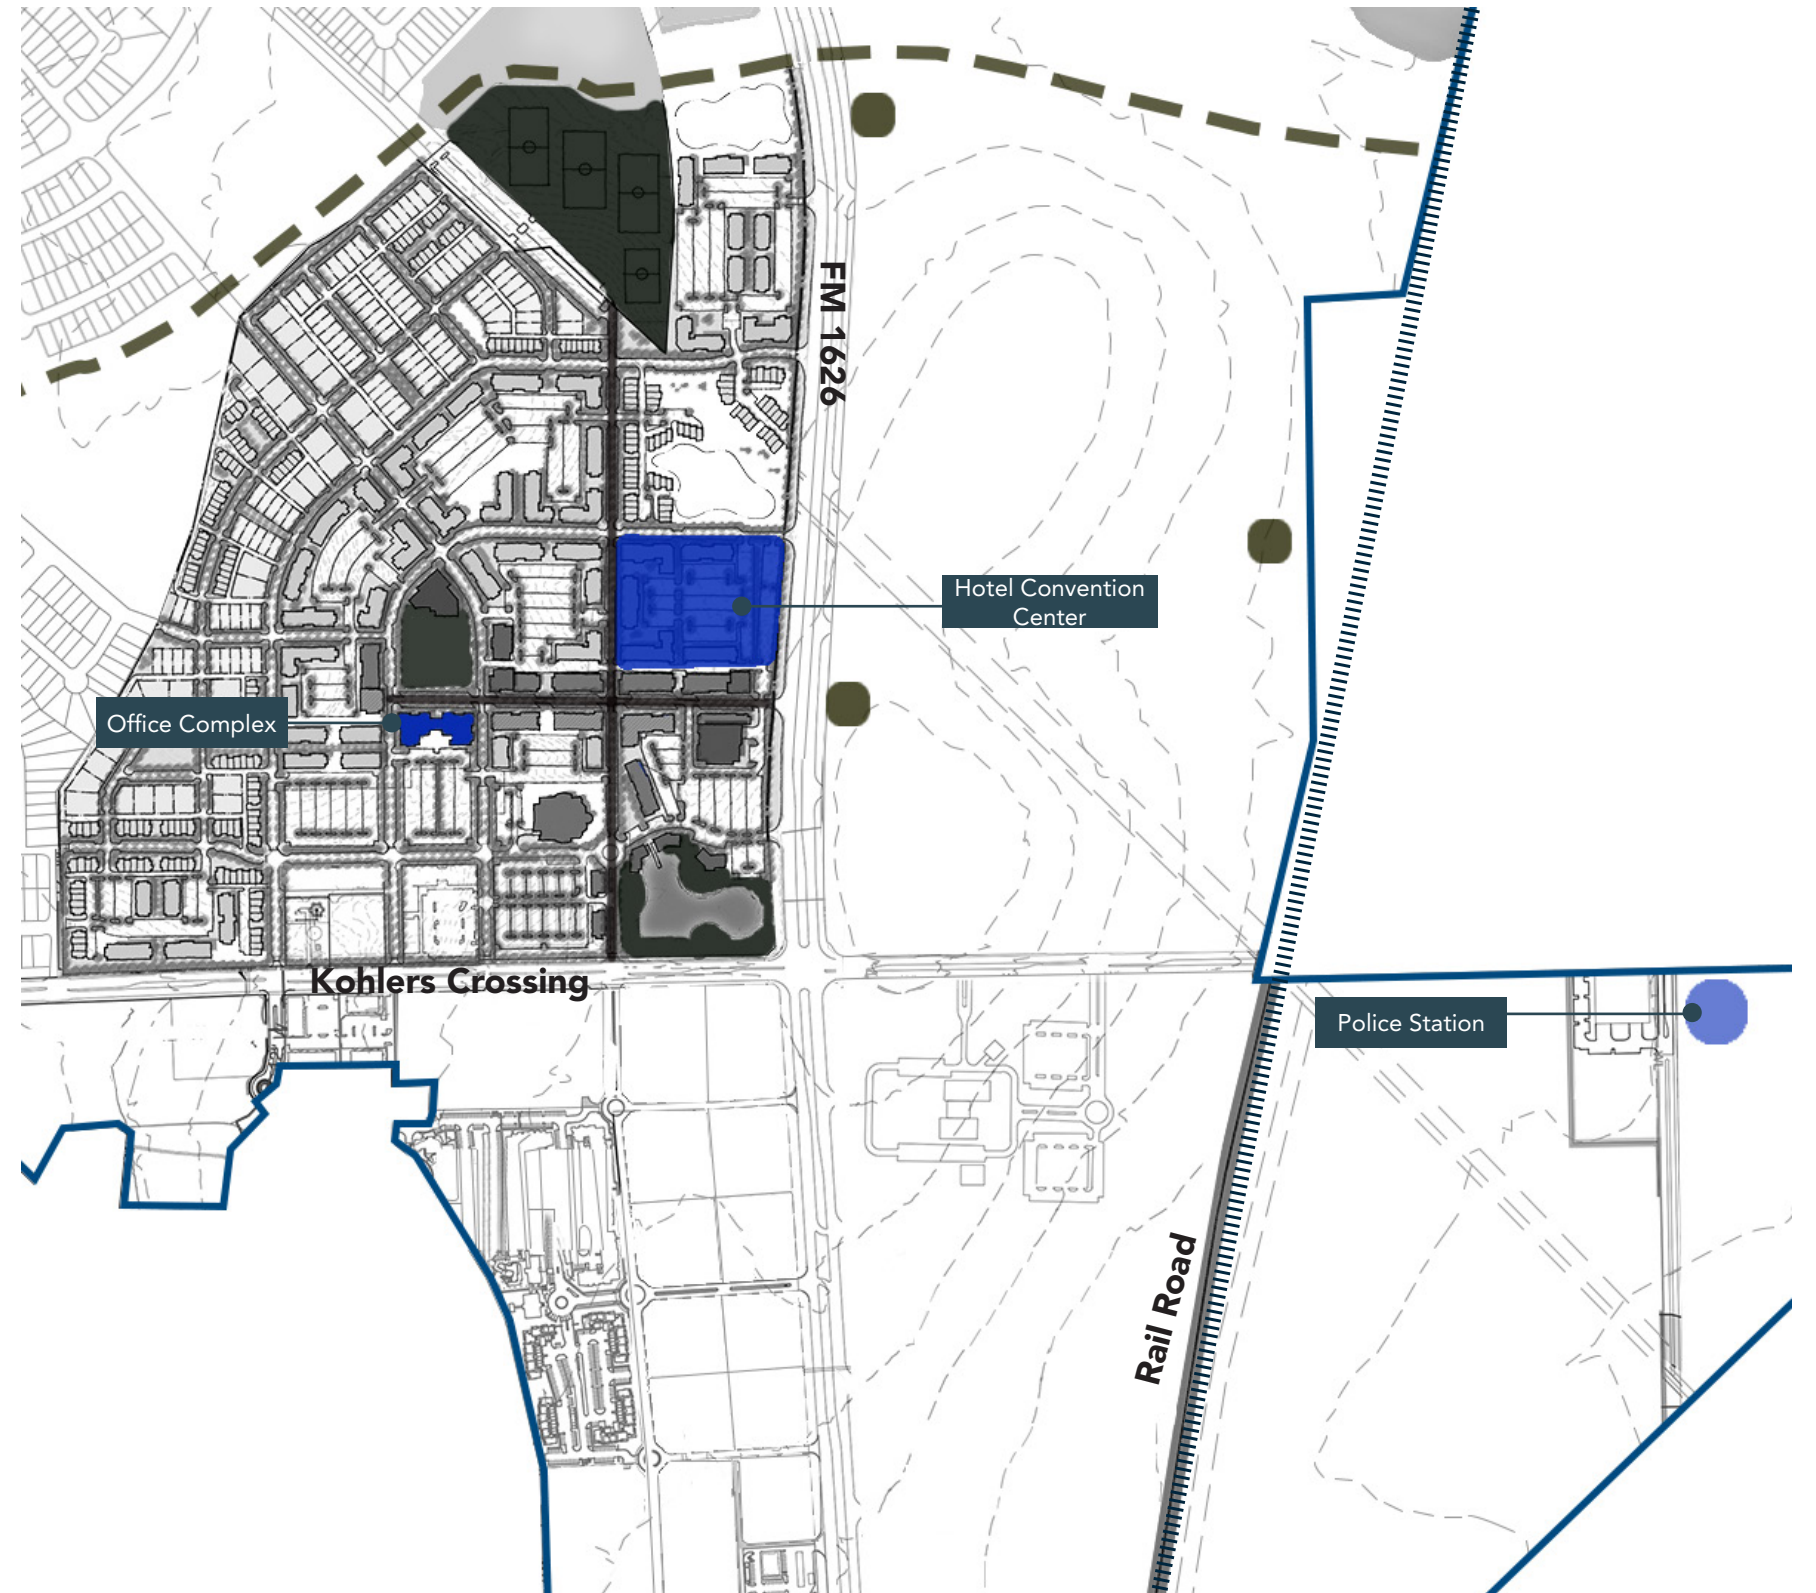 FM 1626
Hotel Convention
Center
Office Complex
Kohlers Crossing
Police Station
Rail Road